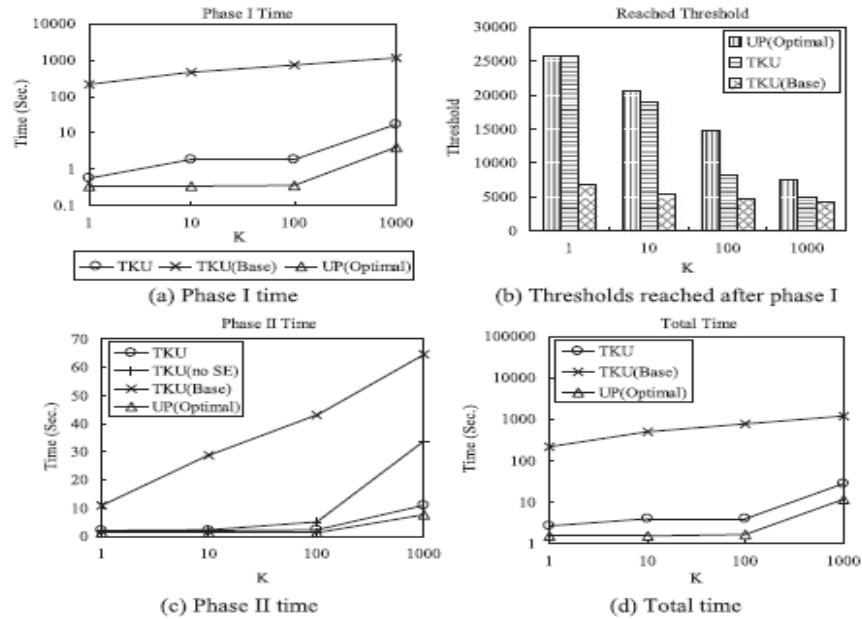 Phase I Time
10000
1000
100
10
1
0.1
Time (Sec.)
1 10 100 1000
K
TKU TKU(Base) UP(Optimal)
(a) Phase I time
Reached Threshold
30000
25000
20000
15000
10000
5000
0
Threshold
UP(Optimal)
TKU
TKU(Base)
1 10 100 1000
K
(b) Thresholds reached after phase I
Phase II Time
70
60
50
40
30
20
10
0
Time (Sec.)
TKU
TKU(no SE)
TKU(Base)
UP(Optimal)
1 10 100 1000
K
(c) Phase II time
Total Time
100000
10000
1000
100
10
1
Time (Sec.)
TKU
TKU(Base)
UP(Optimal)
1 10 100 1000
K
(d) Total time